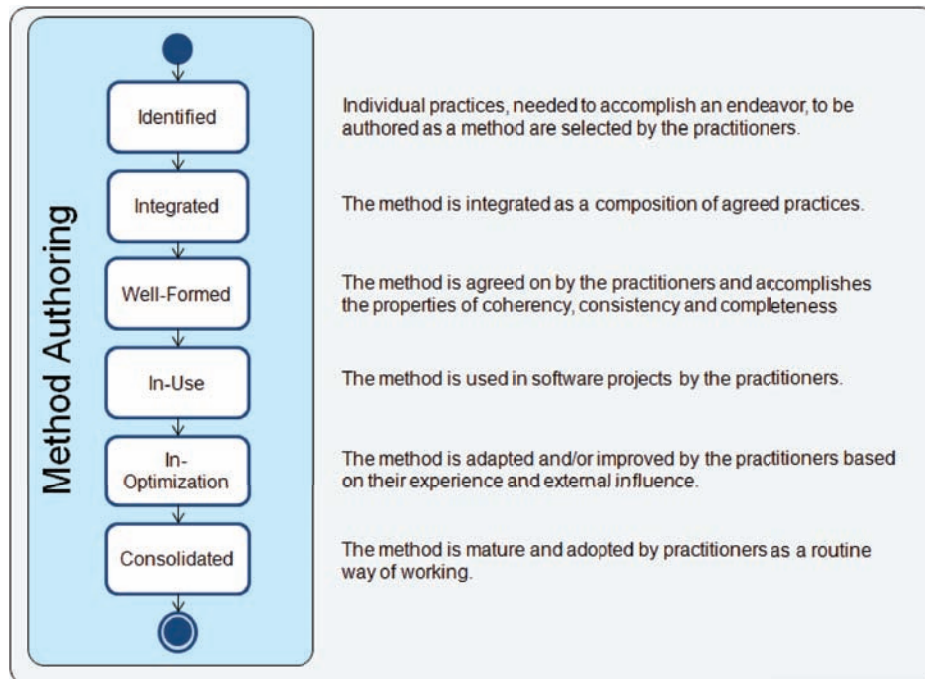 Method Authoring
Identified
Individual practices, needed to accomplish an endeavor, to be
authored as a method are selected by the practitioners.
Integrated
The method is integrated as a composition of agreed practices.
Well-Formed
The method is agreed on by the practitioners and accomplishes
the properties of coherency, consistency and completeness
In-Use
The method is used in software projects by the practitioners.
In-
Optimization
The method is adapted and/or improved by the practitioners based
on their experience and external influence.
Consolidated
The method is mature and adopted by practitioners as a routine
way of working.